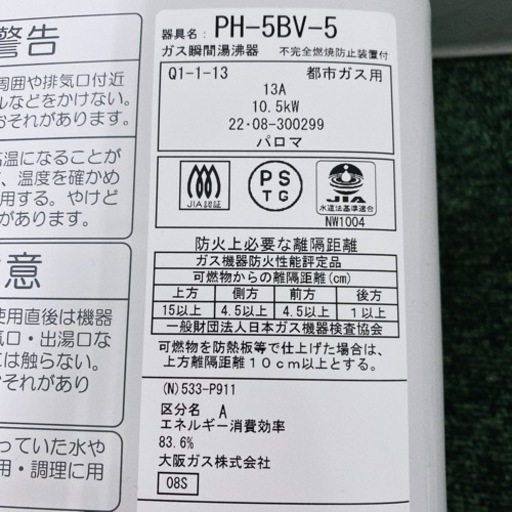 警告
周囲や排気口付近
ルなどをかけない。
おそれがあります。
高温になることが
、温度を確かめ
用する。やけど
があります。
意
使用直後は機器
気口・出湯口な
には触らない。
おそれがあり
っていた水や
用・調理に用
器具名: PH-5BV-5
ガス瞬間湯沸器 不完全燃焼防止装置付
Q1-1-13 都市ガス用
13A
10.5kW
22・08-300299
パロマ
JIA認証
PS
TG
JIA
水道法基準適合
NW1004
防火上必要な離隔距離
ガス機器防火性能評定品
可燃物からの離隔距離(cm)
上方 側方 前方 後方
15以上 4.5以上 4.5以上 1以上
一般財団法人日本ガス機器検査協会
可燃物を防熱板等で仕上げた場合は、
上方離隔距離10cm以上とする。
(N)533-P911
区分名 A
エネルギー消費効率
83.6%
大阪ガス株式会社
08S